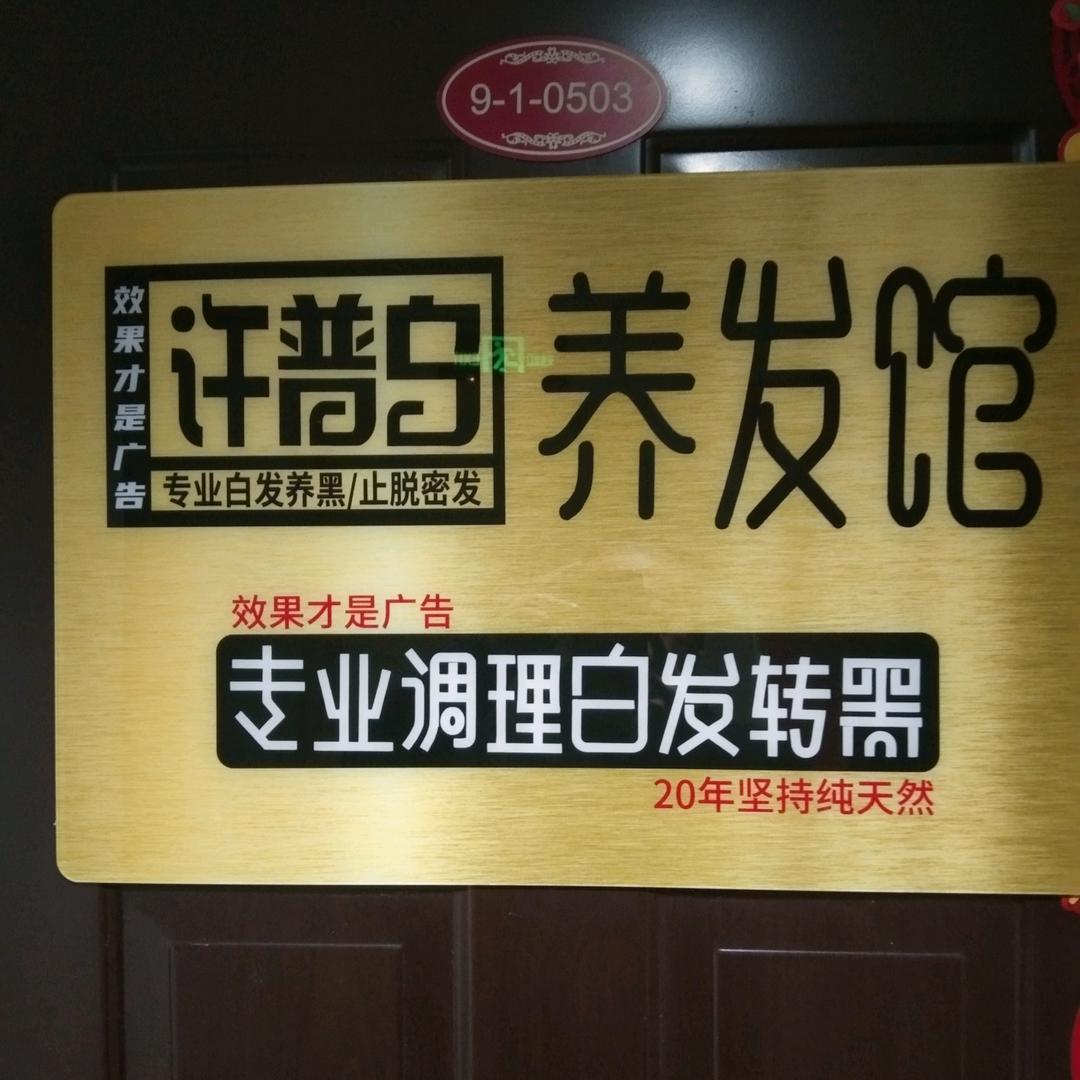 9-1-0503
效果才是广告
许普乌
养发馆
专业白发养黑/止脱密发
效果才是广告
专业调理白发转黑
20年坚持纯天然